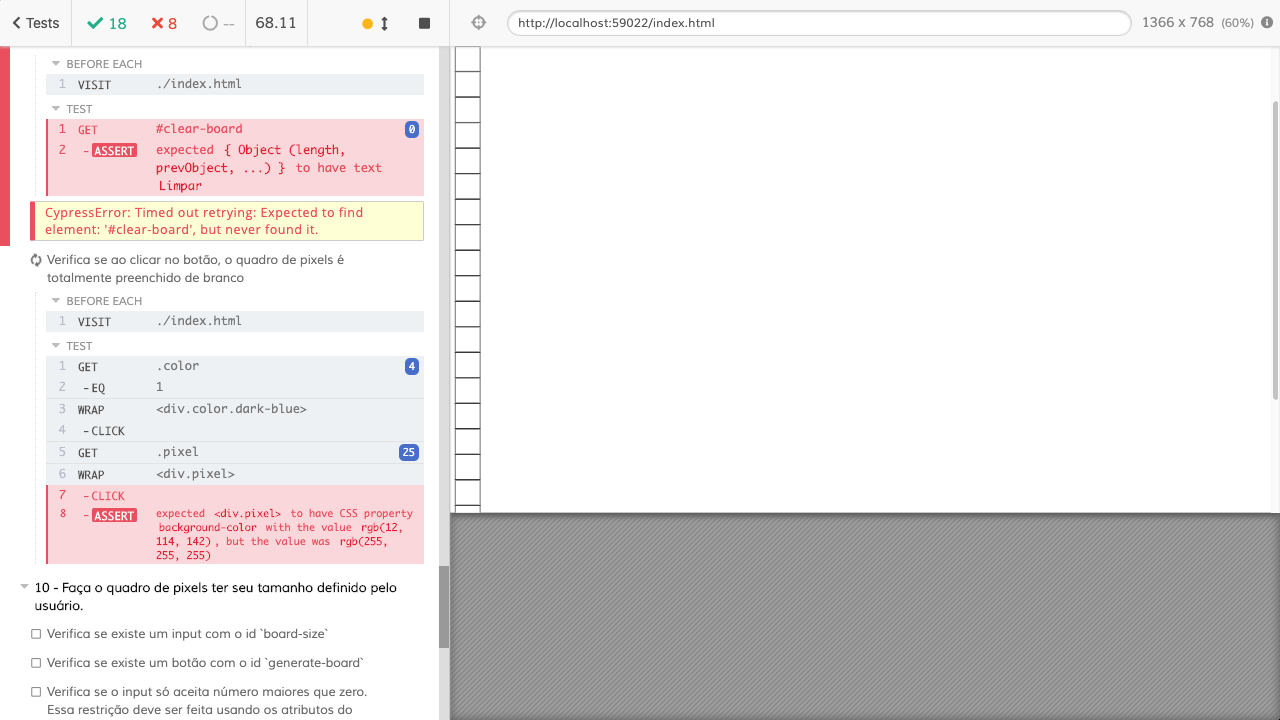 Tests
18
8
--
68.11
http://localhost:59022/index.html
1366 x 768 (60%)
BEFORE EACH
1 VISIT ./index.html
TEST
1 GET #clear-board 0
2 - ASSERT expected { Object (length,
prevObject, ...) } to have text
Limpar
CypressError: Timed out retrying: Expected to find
element: '#clear-board', but never found it.
Verifica se ao clicar no botão, o quadro de pixels é
totalmente preenchido de branco
BEFORE EACH
1 VISIT ./index.html
TEST
1 GET .color 4
2 - EQ 1
3 WRAP <div.color.dark-blue>
4 - CLICK
5 GET .pixel 25
6 WRAP <div.pixel>
7 - CLICK
8 - ASSERT expected <div.pixel> to have CSS property
background-color with the value rgb(12,
114, 142) , but the value was rgb(255,
255, 255)
10 - Faça o quadro de pixels ter seu tamanho definido pelo
usuário.
Verifica se existe um input com o id `board-size`
Verifica se existe um botão com o id `generate-board`
Verifica se o input só aceita número maiores que zero.
Essa restrição deve ser feita usando os atributos do